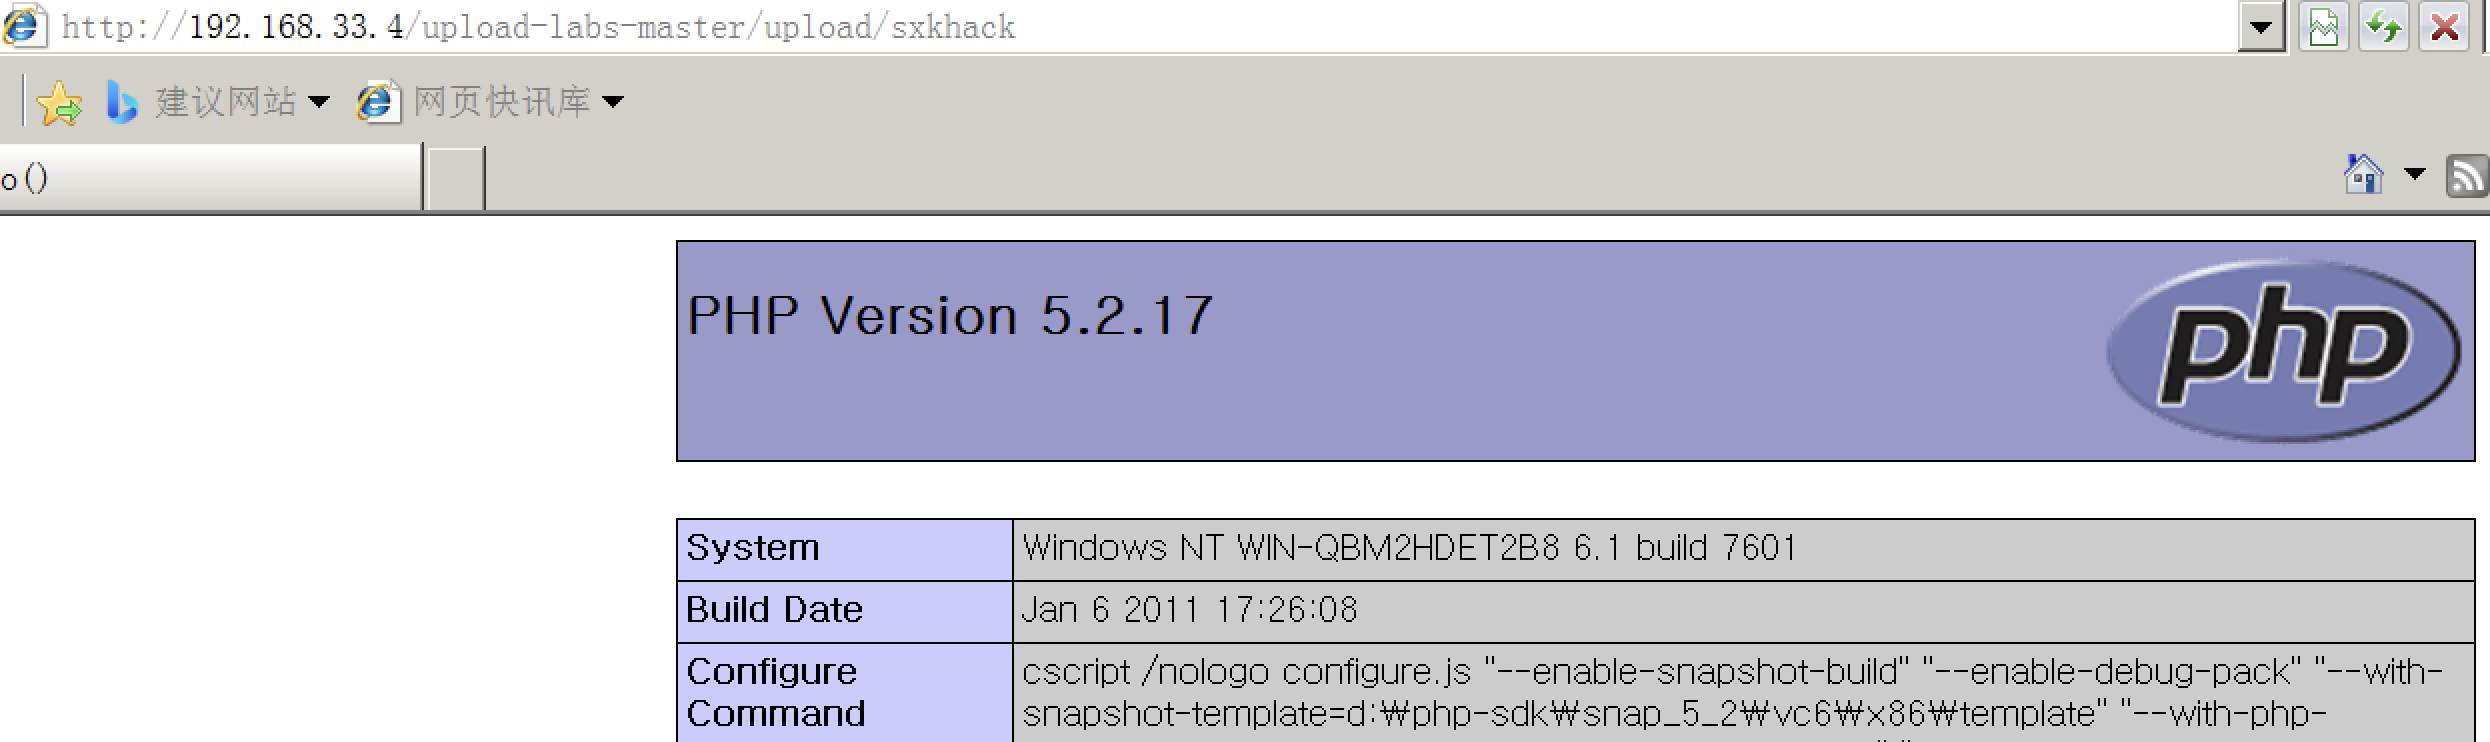 http://192.168.33.4/upload-labs-master/upload/sxkhack
建议网站 网页快讯库
o()
PHP Version 5.2.17
php
System Windows NT WIN-QBM2HDET2B8 6.1 build 7601
Build Date Jan 6 2011 17:26:08
Configure cscript /nologo configure.js "--enable-snapshot-build" "--enable-debug-pack" "--with-
Command snapshot-template=d:₩php-sdk₩snap_5_2₩vc6₩x86₩template" "--with-php-